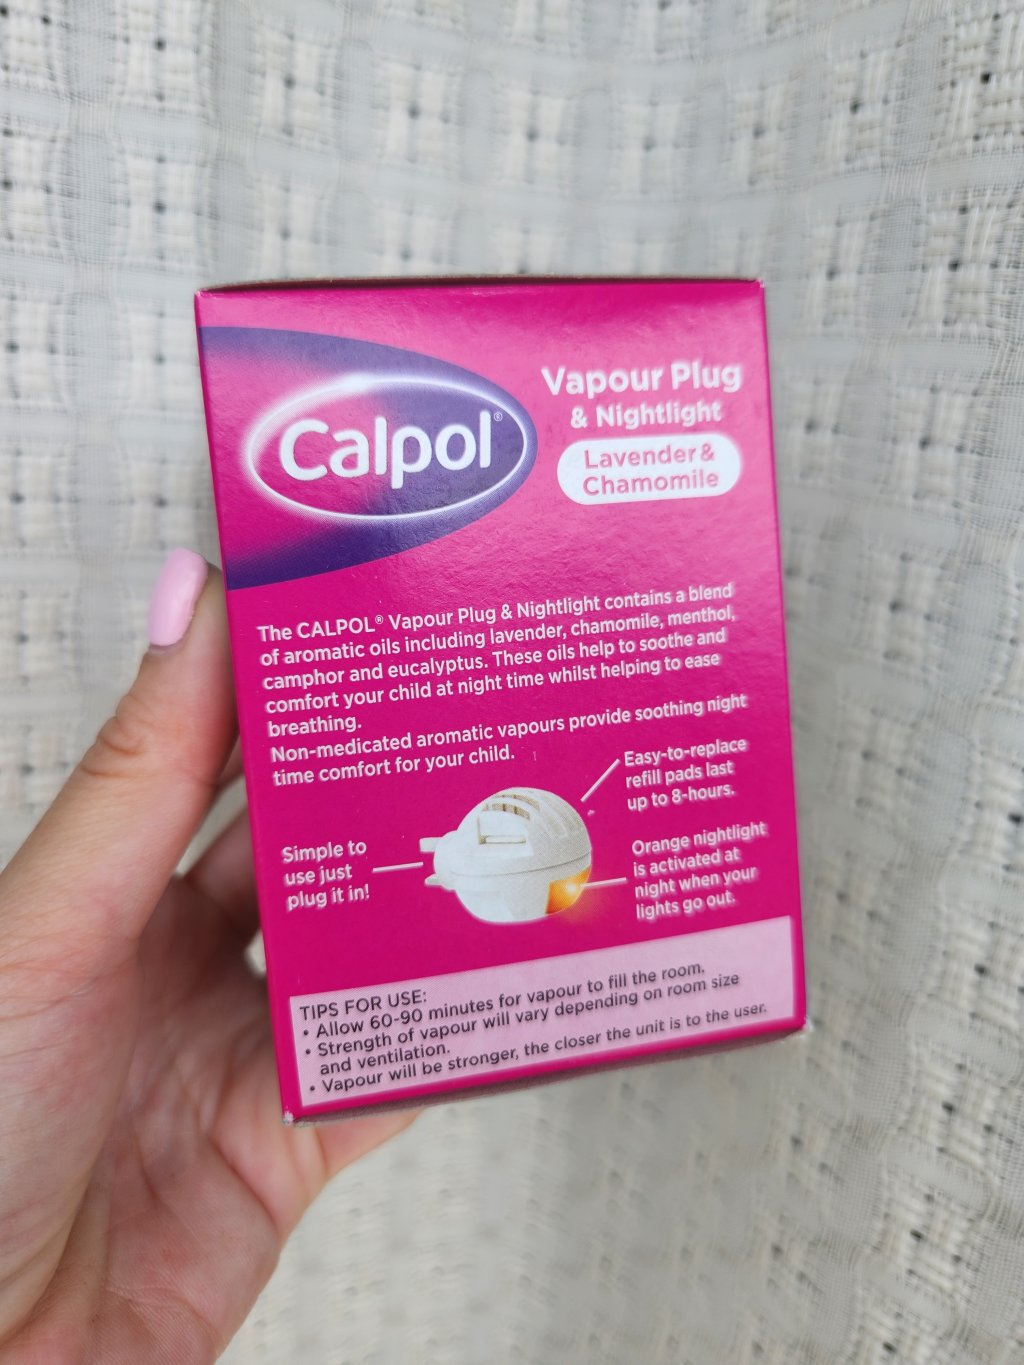 Calpol®
Vapour Plug
& Nightlight
Lavender &
Chamomile
The CALPOL® Vapour Plug & Nightlight contains a blend
of aromatic oils including lavender, chamomile, menthol,
camphor and eucalyptus. These oils help to soothe and
comfort your child at night time whilst helping to ease
breathing.
Non-medicated aromatic vapours provide soothing night
time comfort for your child.
Easy-to-replace
refill pads last
up to 8-hours.
Simple to
use just
plug it in!
Orange nightlight
is activated at
night when your
lights go out.
TIPS FOR USE:
• Allow 60-90 minutes for vapour to fill the room.
• Strength of vapour will vary depending on room size
and ventilation.
• Vapour will be stronger, the closer the unit is to the user.